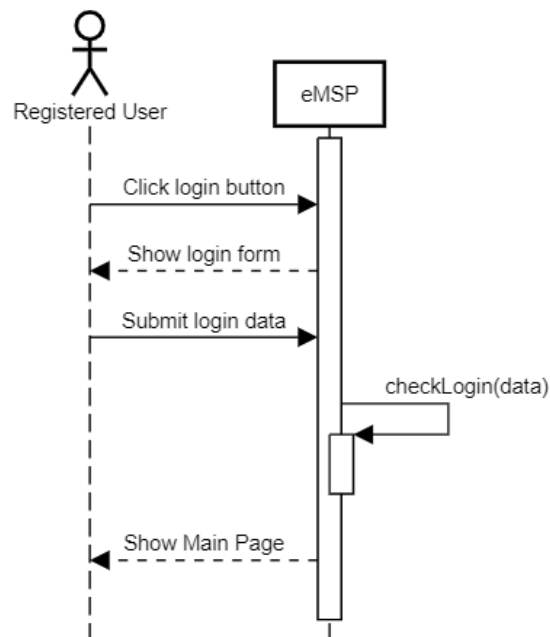 Registered User
eMSP
Click login button
Show login form
Submit login data
checkLogin(data)
Show Main Page